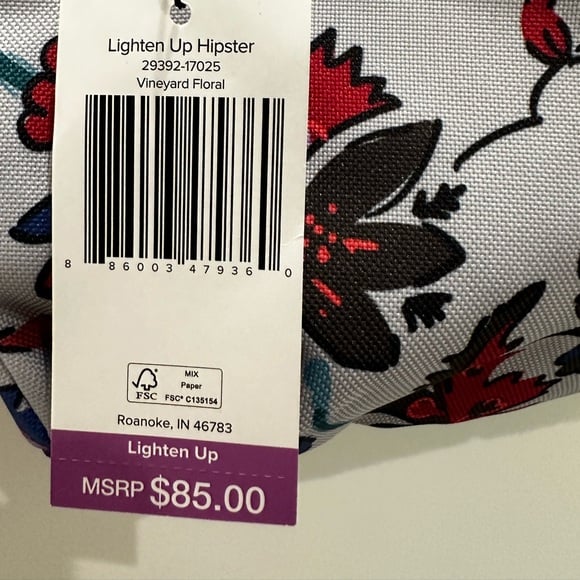 Lighten Up Hipster
29392-17025
Vineyard Floral
8 86003 47936 0
FSC
MIX
Paper
FSC® C135154
Roanoke, IN 46783
Lighten Up
MSRP $85.00